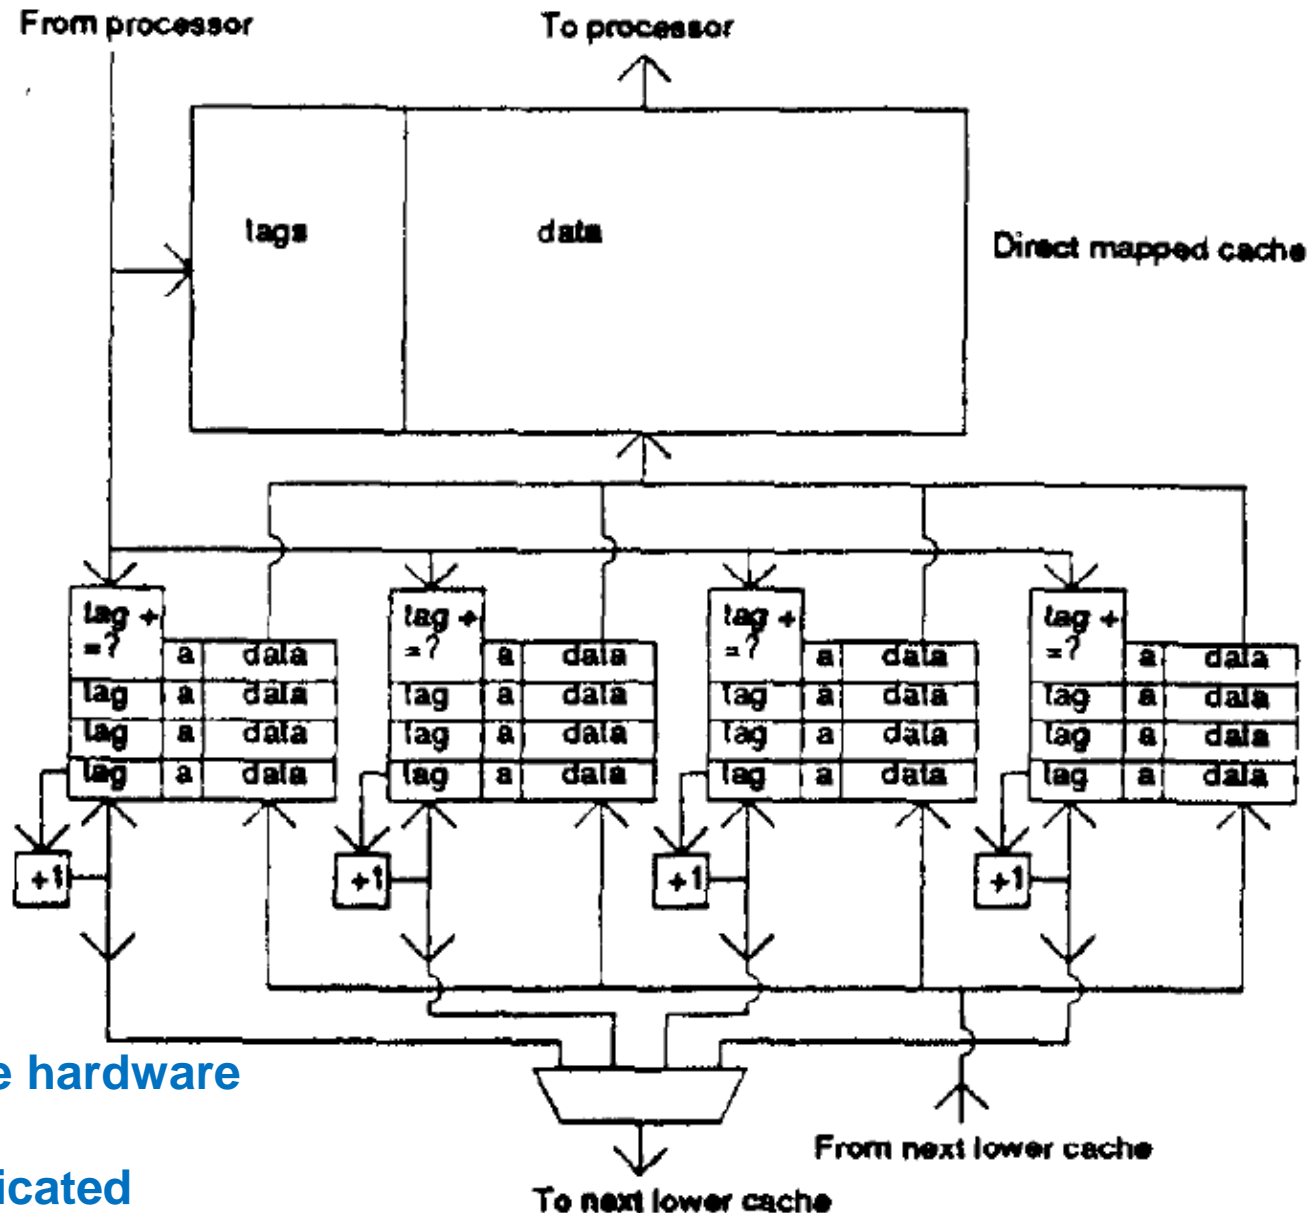 From processor
To processor
tags
data
Direct mapped cache
tag +
=?
a
data
tag
a
data
tag
a
data
tag
a
data
+1
tag +
=?
a
data
tag
a
data
tag
a
data
tag
a
data
+1
tag +
=?
a
data
tag
a
data
tag
a
data
tag
a
data
+1
tag +
=?
a
data
tag
a
data
tag
a
data
tag
a
data
+1
e hardware
icated
From next lower cache
To next lower cache